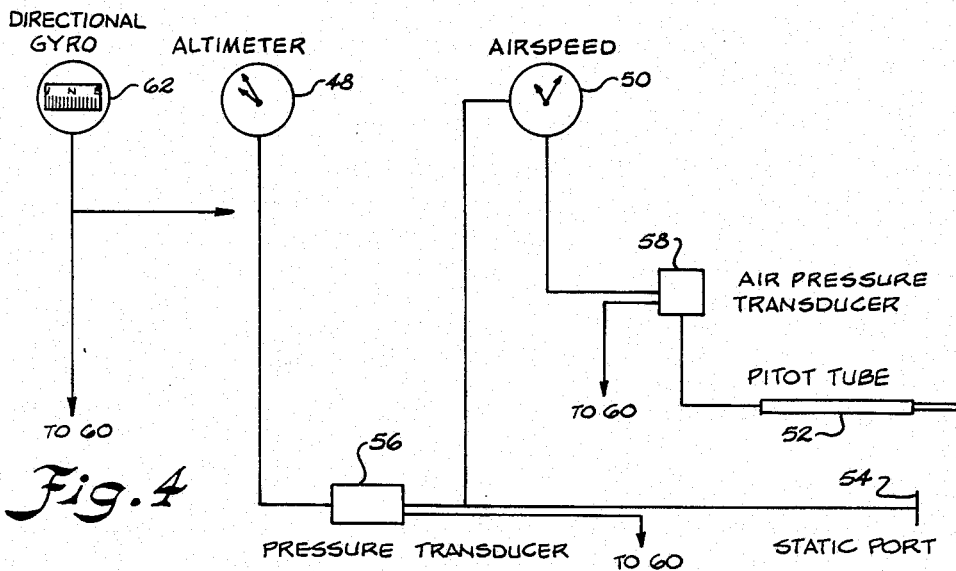 DIRECTIONAL
GYRO
62
N
ALTIMETER
48
AIRSPEED
50
58
AIR PRESSURE
TRANSDUCER
PITOT TUBE
52
TO 60
TO 60
56
54
Fig. 4
PRESSURE TRANSDUCER
TO 60
STATIC PORT